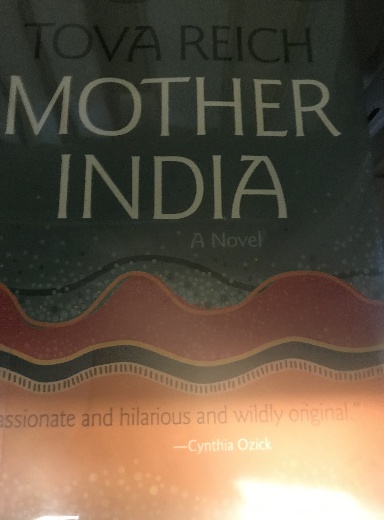 TOVA REICH
MOTHER
INDIA
A Novel
assionate and hilarious and wildly original."
—Cynthia Ozick